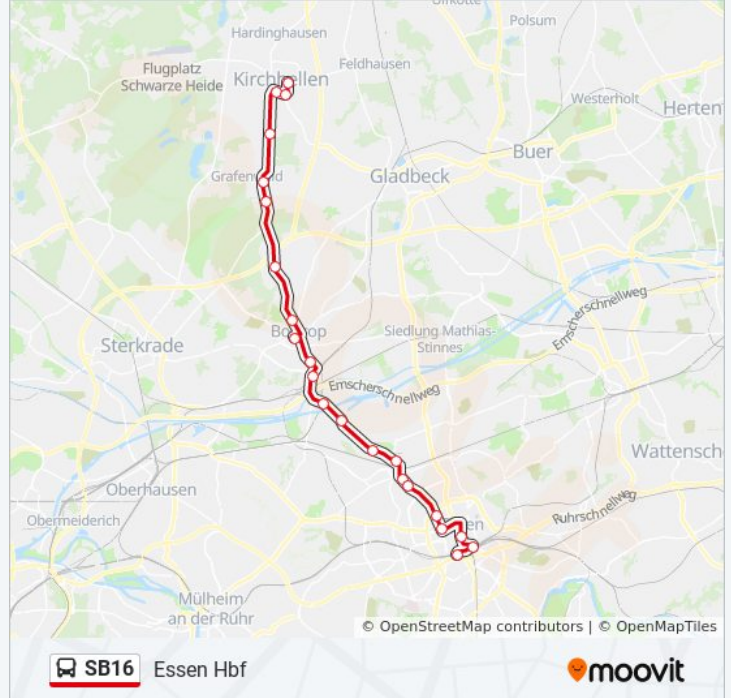 Polsum
Hardinghausen
Feldhausen
Flugplatz
Schwarze Heide
Kirchhellen
Westerholt
Herten
Buer
Gladbeck
Emscherschnellweg
Siedlung Mathias-
Stinnes
Sterkrade
Emscherschnellweg
Wattensch
Oberhausen
Ruhrschnellweg
Obermeiderich
Mülheim
an der Ruhr
© OpenStreetMap contributors | © OpenMapTiles
SB16 Essen Hbf
moovit